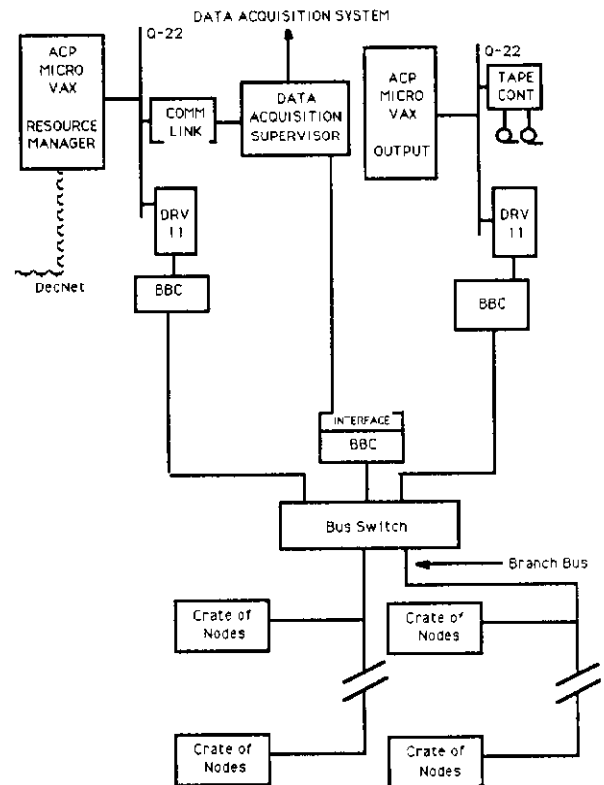 DATA ACQUISITION SYSTEM
Q-22
ACP
MICRO
VAX
RESOURCE
MANAGER
COMM
LINK
DATA
ACQUISITION
SUPERVISOR
ACP
MICRO
VAX
OUTPUT
Q-22
TAPE
CONT
DRV
11
DRV
11
DecNet
BBC
BBC
INTERFACE
BBC
Bus Switch
Branch Bus
Crate of
Nodes
Crate of
Nodes
Crate of
Nodes
Crate of
Nodes